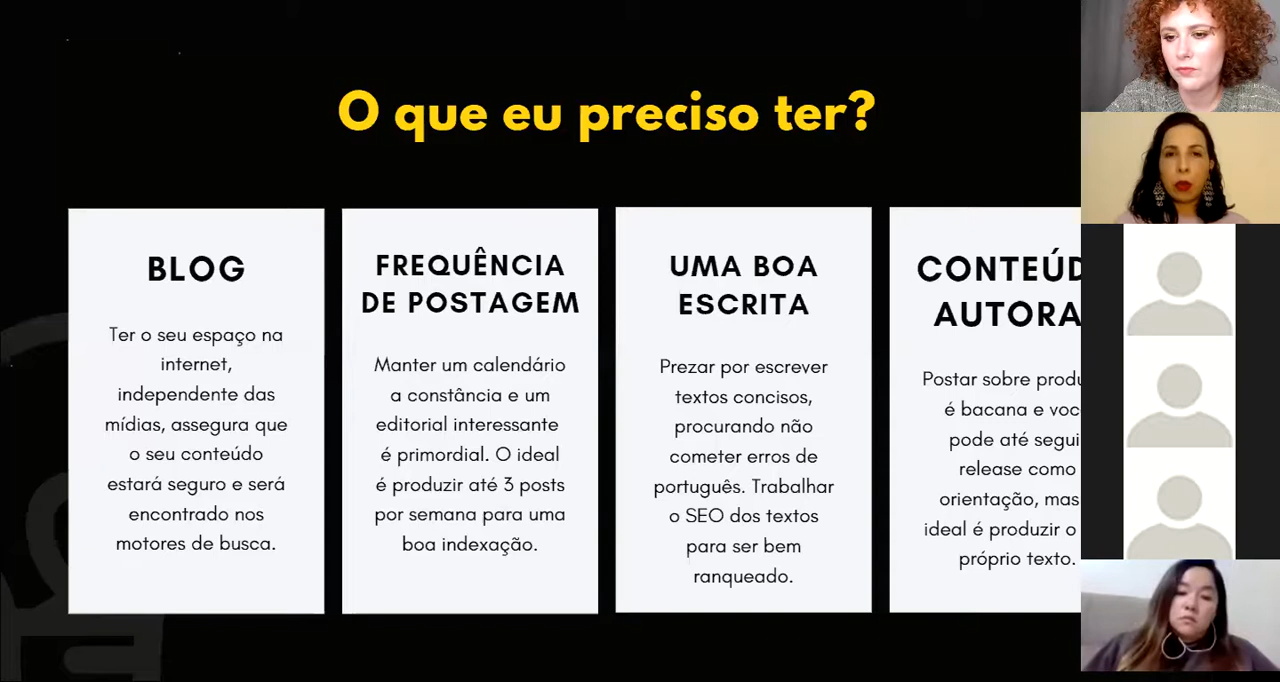 O que eu preciso ter?
BLOG
Ter o seu espaço na
internet,
independente das
mídias, assegura que
o seu conteúdo
estará seguro e será
encontrado nos
motores de busca.
FREQUÊNCIA
DE POSTAGEM
Manter um calendário
a constância e um
editorial interessante
é primordial. O ideal
é produzir até 3 posts
por semana para uma
boa indexação.
UMA BOA
ESCRITA
Prezar por escrever
textos concisos,
procurando não
cometer erros de
português. Trabalhar
o SEO dos textos
para ser bem
ranqueado.
CONTEÚD
AUTORA
Postar sobre produ
é bacana e voc
pode até segui
release como
orientação, mas
ideal é produzir o
próprio texto.